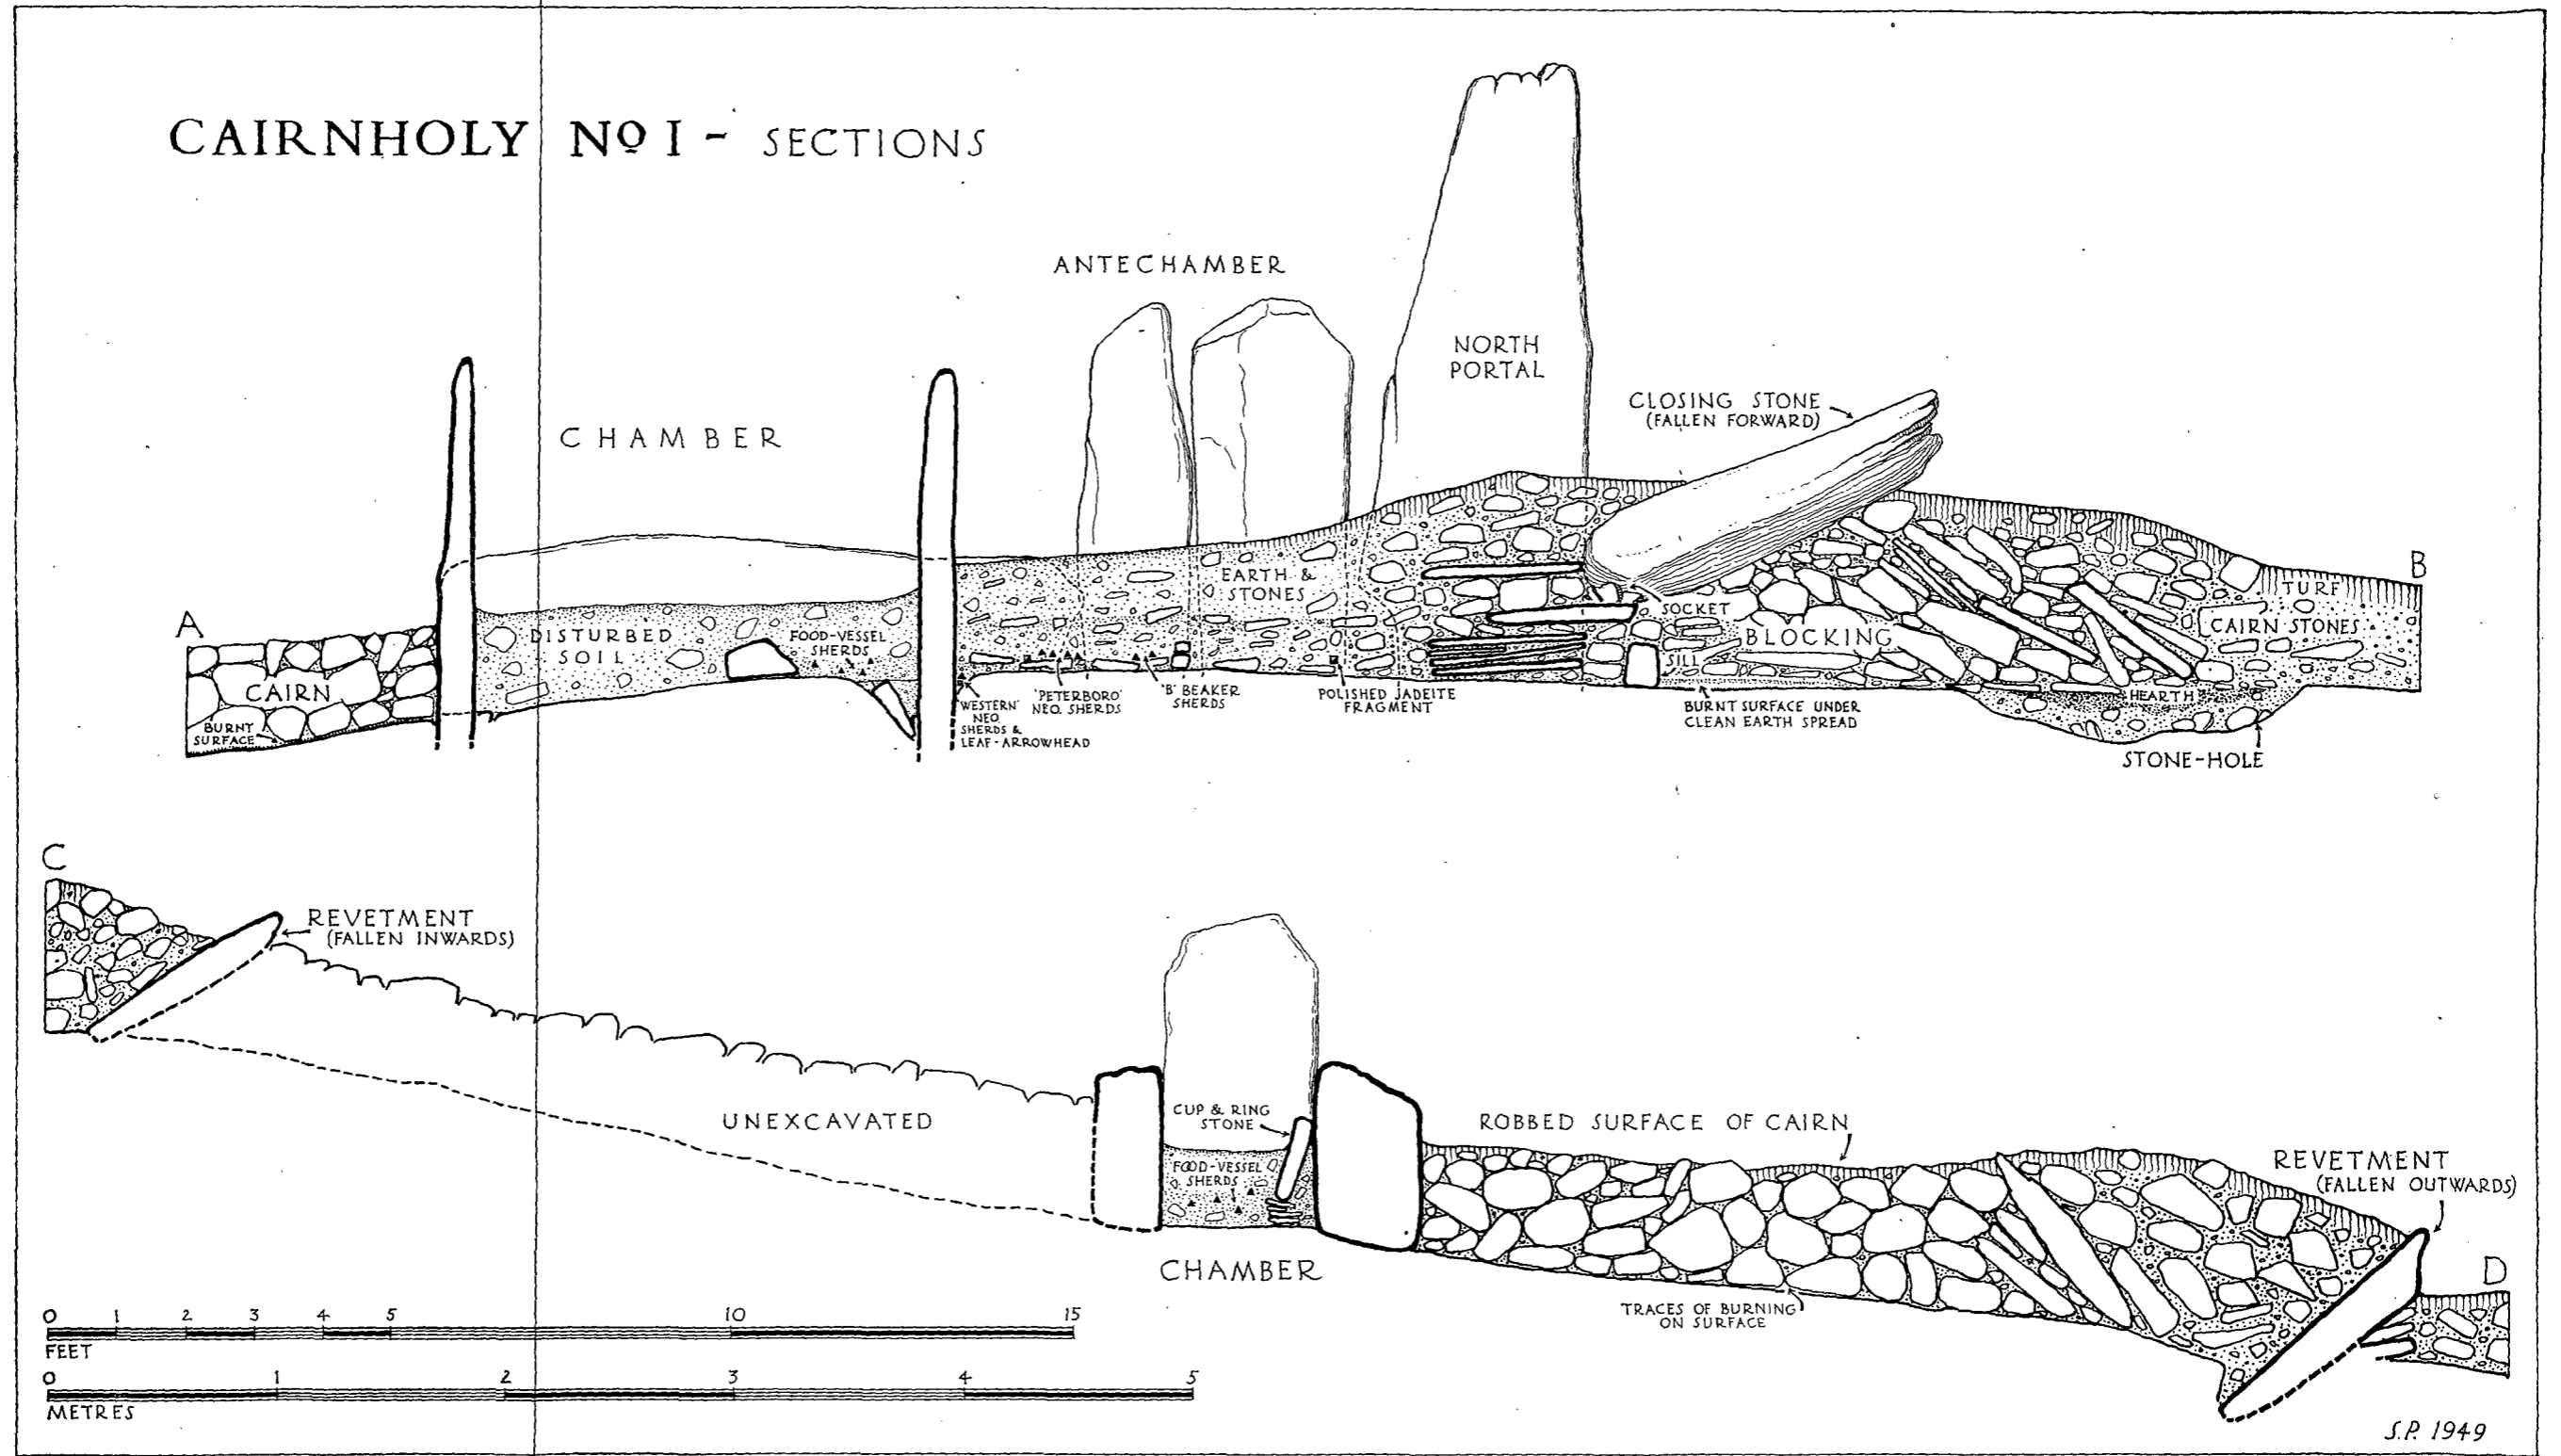 CAIRNHOLY Nọ I - SECTIONS
ANTECHAMBER
NORTH
PORTAL
CLOSING STONE
(FALLEN FORWARD)
CHAMBER
A
B
EARTH &
STONES
TURF
SOCKET
CAIRN STONES
BLOCKING
DISTURBED
SOIL
FOOD-VESSEL
SHERDS
SILL
CAIRN
HEARTH
BURNT
SURFACE
'WESTERN'
NEO.
SHERDS &
LEAF-ARROWHEAD
'PETERBORO'
NEO. SHERDS
'B' BEAKER
SHERDS
POLISHED JADEITE
FRAGMENT
BURNT SURFACE UNDER
CLEAN EARTH SPREAD
STONE-HOLE
C
REVETMENT
(FALLEN INWARDS)
UNEXCAVATED
CUP & RING
STONE
FOOD-VESSEL
SHERDS
CHAMBER
ROBBED SURFACE OF CAIRN
REVETMENT
(FALLEN OUTWARDS)
D
TRACES OF BURNING
ON SURFACE
0 1 2 3 4 5 10 15
FEET
0 1 2 3 4 5
METRES
S.P. 1949